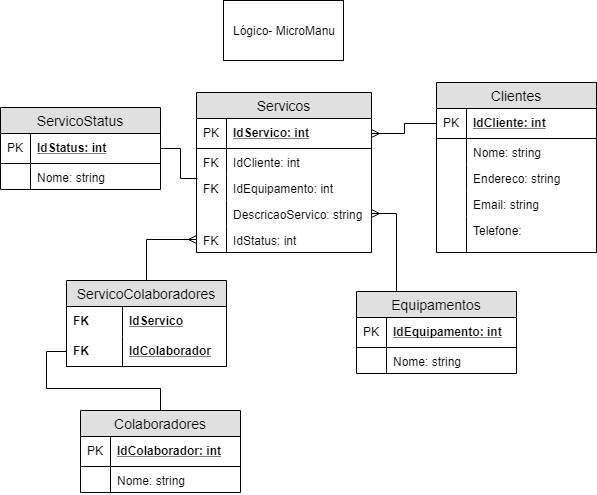 Lógico- MicroManu
ServicoStatus
PK IdStatus: int
Nome: string
Servicos
PK IdServico: int
FK IdCliente: int
FK IdEquipamento: int
DescricaoServico: string
FK IdStatus: int
Clientes
PK IdCliente: int
Nome: string
Endereco: string
Email: string
Telefone:
ServicoColaboradores
FK IdServico
FK IdColaborador
Equipamentos
PK IdEquipamento: int
Nome: string
Colaboradores
PK IdColaborador: int
Nome: string